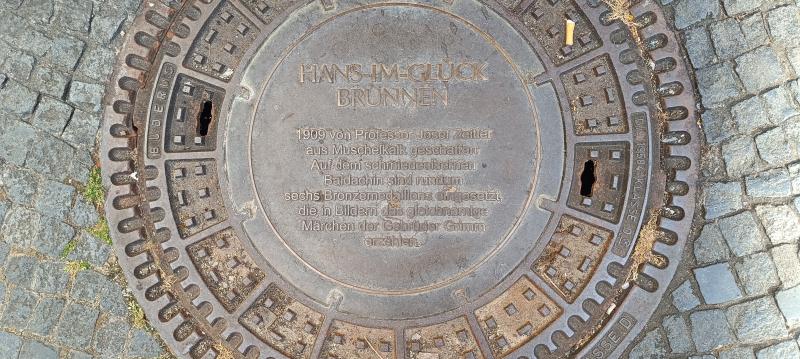 HANS-IM-GLÜCK
BRUNNEN
1909 von Professor Josef Zeitler
aus Muschelkalk geschaffen
Auf dem schmiedeeisernen
Baldachin sind rundum
sechs Bronzemedaillons eingesetzt,
die in Bildern das gleichnamige
Märchen der Gebrüder Grimm
erzählen.
BUDERUS